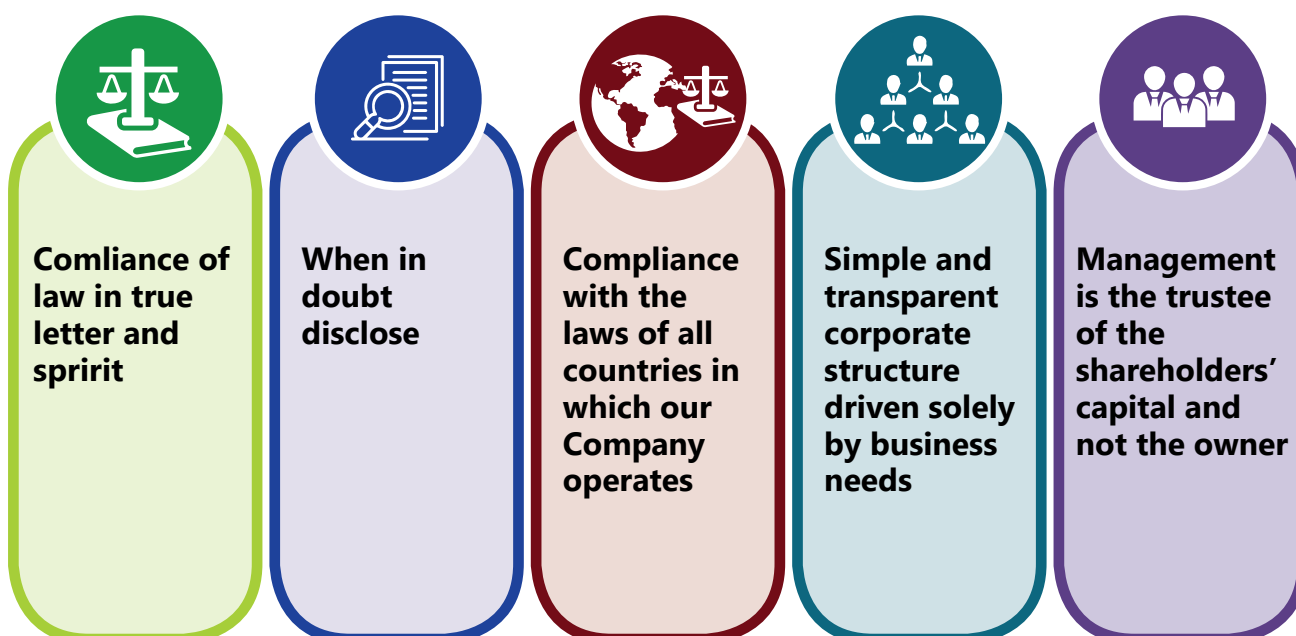 Comliance of
law in true
letter and
spririt
When in
doubt
disclose
Compliance
with the
laws of all
countries in
which our
Company
operates
Simple and
transparent
corporate
structure
driven solely
by business
needs
Management
is the trustee
of the
shareholders’
capital and
not the owner